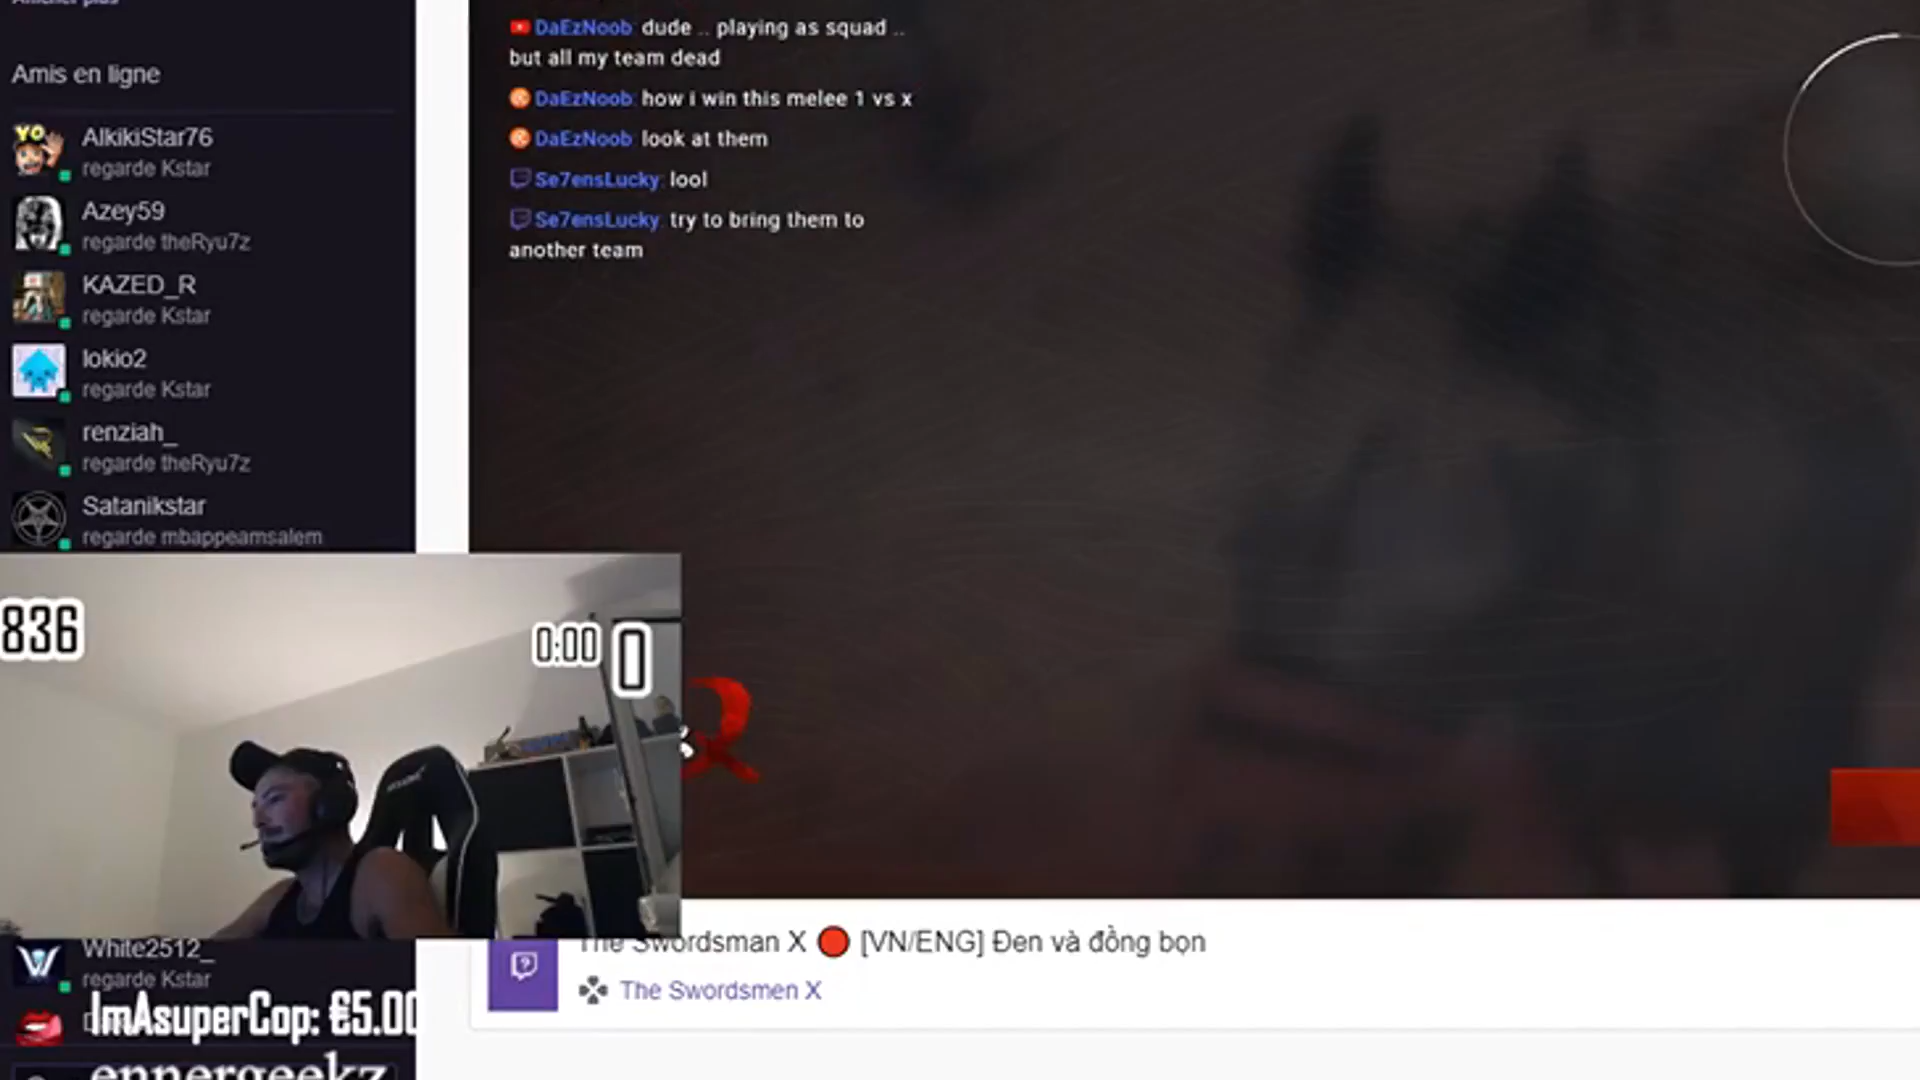 Amis en ligne
AlkikiStar76
regarde Kstar
Azey59
regarde theRyu7z
KAZED_R
regarde Kstar
lokio2
regarde Kstar
renziah_
regarde theRyu7z
Satanikstar
regarde mbappeamsalem
DaEzNoob: dude .. playing as squad ..
but all my team dead
DaEzNoob: how i win this melee 1 vs x
DaEzNoob: look at them
Se7ensLucky: lool
Se7ensLucky: try to bring them to
another team
836
0:00
0
White2512_
regarde Kstar
ImAsuperCop: €5.00
ennergeekz
The Swordsman X 🔴 [VN/ENG] Đen và đồng bọn
The Swordsmen X